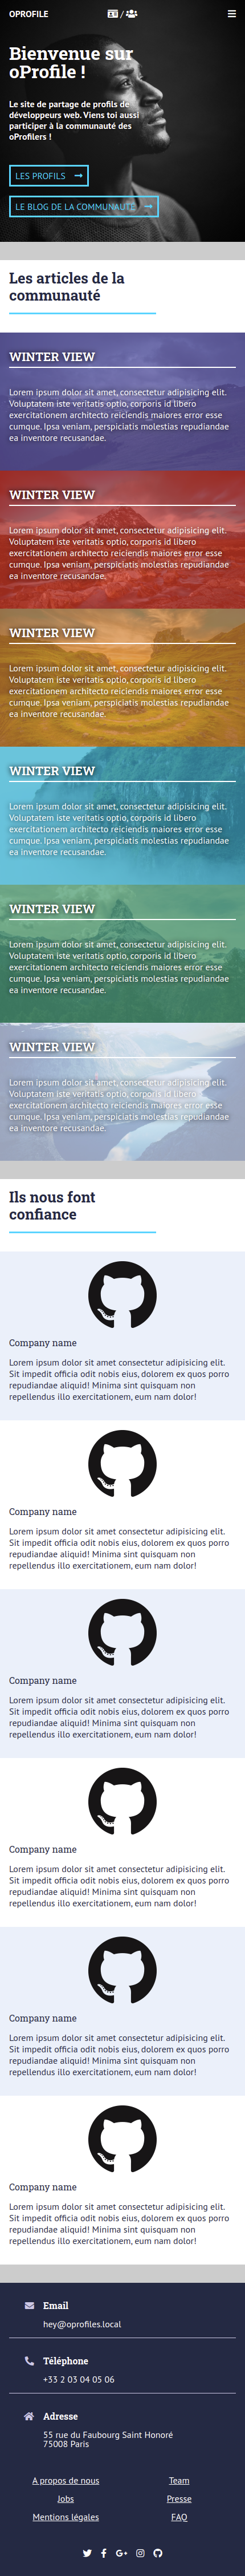 OPROFILE
/
Bienvenue sur
oProfile !
Le site de partage de profils de
développeurs web. Viens toi aussi
participer à la communauté des
oProfilers !
LES PROFILS
LE BLOG DE LA COMMUNAUTÉ
Les articles de la
communauté
WINTER VIEW
Lorem ipsum dolor sit amet, consectetur adipisicing elit.
Voluptatem iste veritatis optio, corporis id libero
exercitationem architecto reiciendis maiores error esse
cumque. Ipsa veniam, perspiciatis molestias repudiandae
ea inventore recusandae.
WINTER VIEW
Lorem ipsum dolor sit amet, consectetur adipisicing elit.
Voluptatem iste veritatis optio, corporis id libero
exercitationem architecto reiciendis maiores error esse
cumque. Ipsa veniam, perspiciatis molestias repudiandae
ea inventore recusandae.
WINTER VIEW
Lorem ipsum dolor sit amet, consectetur adipisicing elit.
Voluptatem iste veritatis optio, corporis id libero
exercitationem architecto reiciendis maiores error esse
cumque. Ipsa veniam, perspiciatis molestias repudiandae
ea inventore recusandae.
WINTER VIEW
Lorem ipsum dolor sit amet, consectetur adipisicing elit.
Voluptatem iste veritatis optio, corporis id libero
exercitationem architecto reiciendis maiores error esse
cumque. Ipsa veniam, perspiciatis molestias repudiandae
ea inventore recusandae.
WINTER VIEW
Lorem ipsum dolor sit amet, consectetur adipisicing elit.
Voluptatem iste veritatis optio, corporis id libero
exercitationem architecto reiciendis maiores error esse
cumque. Ipsa veniam, perspiciatis molestias repudiandae
ea inventore recusandae.
WINTER VIEW
Lorem ipsum dolor sit amet, consectetur adipisicing elit.
Voluptatem iste veritatis optio, corporis id libero
exercitationem architecto reiciendis maiores error esse
cumque. Ipsa veniam, perspiciatis molestias repudiandae
ea inventore recusandae.
Ils nous font
confiance
Company name
Lorem ipsum dolor sit amet consectetur adipisicing elit.
Sit impedit officia odit nobis eius, dolorem ex quos porro
repudiandae aliquid! Minima sint quisquam non
repellendus illo exercitationem, eum nam dolor!
Company name
Lorem ipsum dolor sit amet consectetur adipisicing elit.
Sit impedit officia odit nobis eius, dolorem ex quos porro
repudiandae aliquid! Minima sint quisquam non
repellendus illo exercitationem, eum nam dolor!
Company name
Lorem ipsum dolor sit amet consectetur adipisicing elit.
Sit impedit officia odit nobis eius, dolorem ex quos porro
repudiandae aliquid! Minima sint quisquam non
repellendus illo exercitationem, eum nam dolor!
Company name
Lorem ipsum dolor sit amet consectetur adipisicing elit.
Sit impedit officia odit nobis eius, dolorem ex quos porro
repudiandae aliquid! Minima sint quisquam non
repellendus illo exercitationem, eum nam dolor!
Company name
Lorem ipsum dolor sit amet consectetur adipisicing elit.
Sit impedit officia odit nobis eius, dolorem ex quos porro
repudiandae aliquid! Minima sint quisquam non
repellendus illo exercitationem, eum nam dolor!
Company name
Lorem ipsum dolor sit amet consectetur adipisicing elit.
Sit impedit officia odit nobis eius, dolorem ex quos porro
repudiandae aliquid! Minima sint quisquam non
repellendus illo exercitationem, eum nam dolor!
Email
hey@oprofiles.local
Téléphone
+33 2 03 04 05 06
Adresse
55 rue du Faubourg Saint Honoré
75008 Paris
A propos de nous
Team
Jobs
Presse
Mentions légales
FAQ